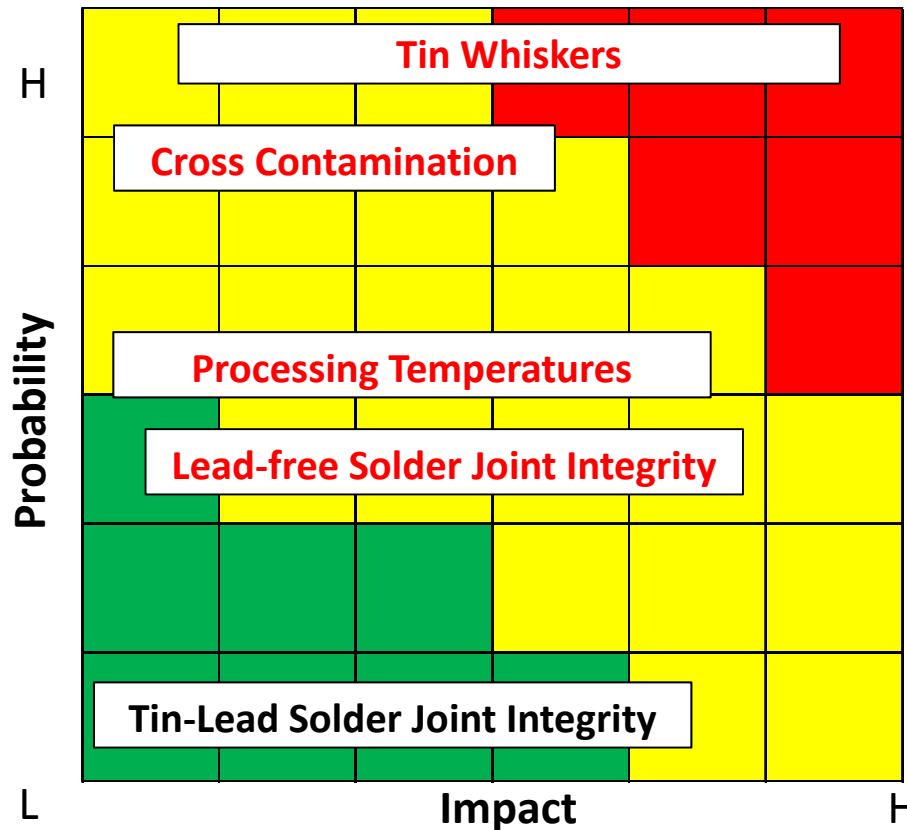 H
Tin Whiskers
Cross Contamination
Probability
Processing Temperatures
Lead-free Solder Joint Integrity
Tin-Lead Solder Joint Integrity
L
Impact
H